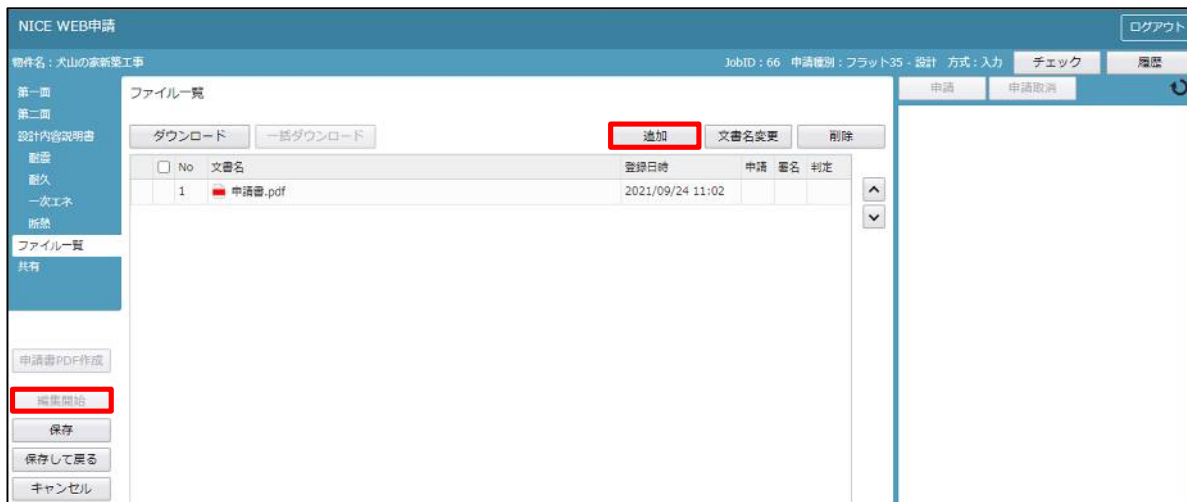 NICE WEB申請
ログアウト
物件名：犬山の家新築工事
JobID：66 申請種別：フラット35 - 設計 方式：入力
チェック
履歴
第一面
第二面
設計内容説明書
耐震
耐久
一次エネ
断熱
ファイル一覧
共有
申請書PDF作成
編集開始
保存
保存して戻る
キャンセル
ファイル一覧
ダウンロード
一括ダウンロード
追加
文書名変更
削除
No 文書名 登録日時 申請 署名 判定
1 申請書.pdf 2021/09/24 11:02
申請
申請取消